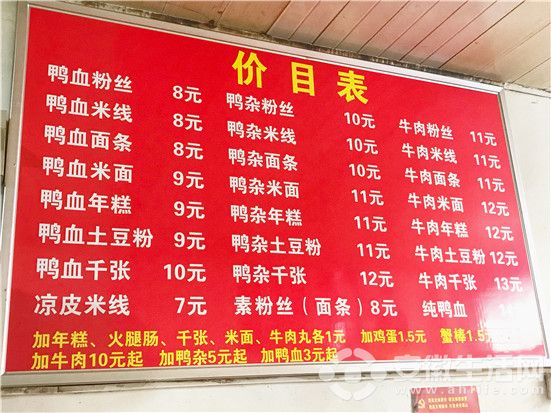 价目表
鸭血粉丝 8元 鸭杂粉丝 10元 牛肉粉丝 11元
鸭血米线 8元 鸭杂米线 10元 牛肉米线 11元
鸭血面条 8元 鸭杂面条 10元 牛肉面条 11元
鸭血米面 9元 鸭杂米面 11元 牛肉米面 12元
鸭血年糕 9元 鸭杂年糕 11元 牛肉年糕 12元
鸭血土豆粉 9元 鸭杂土豆粉 11元 牛肉土豆粉 12元
鸭血千张 10元 鸭杂千张 12元 牛肉千张 13元
凉皮米线 7元 素粉丝(面条) 8元 纯鸭血
加年糕、火腿肠、千张、米面、牛肉丸各1元 加鸡蛋1.5元 蟹棒1.5元
加牛肉10元起 加鸭杂5元起 加鸭血3元起
安徽生活网